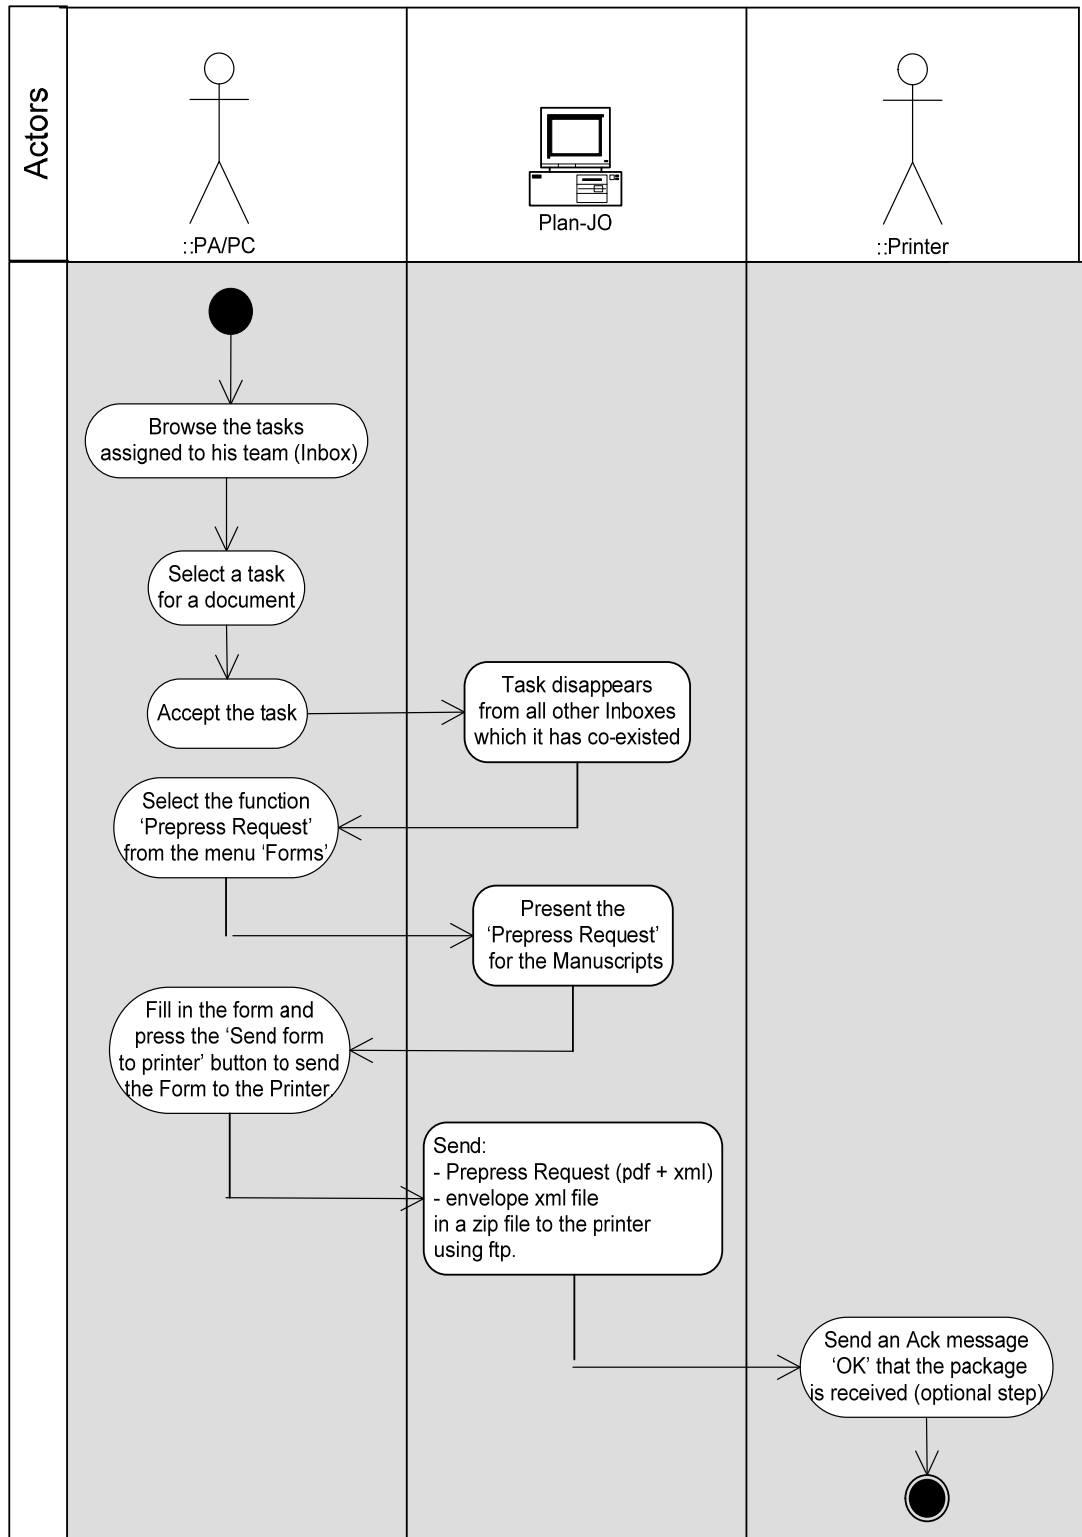 Actors
::PA/PC
Plan-JO
::Printer
Browse the tasks
assigned to his team (Inbox)
Select a task
for a document
Accept the task
Task disappears
from all other Inboxes
which it has co-existed
Select the function
‘Prepress Request’
from the menu ‘Forms’
Present the
‘Prepress Request’
for the Manuscripts
Fill in the form and
press the ‘Send form
to printer’ button to send
the Form to the Printer.
Send:
- Prepress Request (pdf + xml)
- envelope xml file
in a zip file to the printer
using ftp.
Send an Ack message
‘OK’ that the package
is received (optional step)